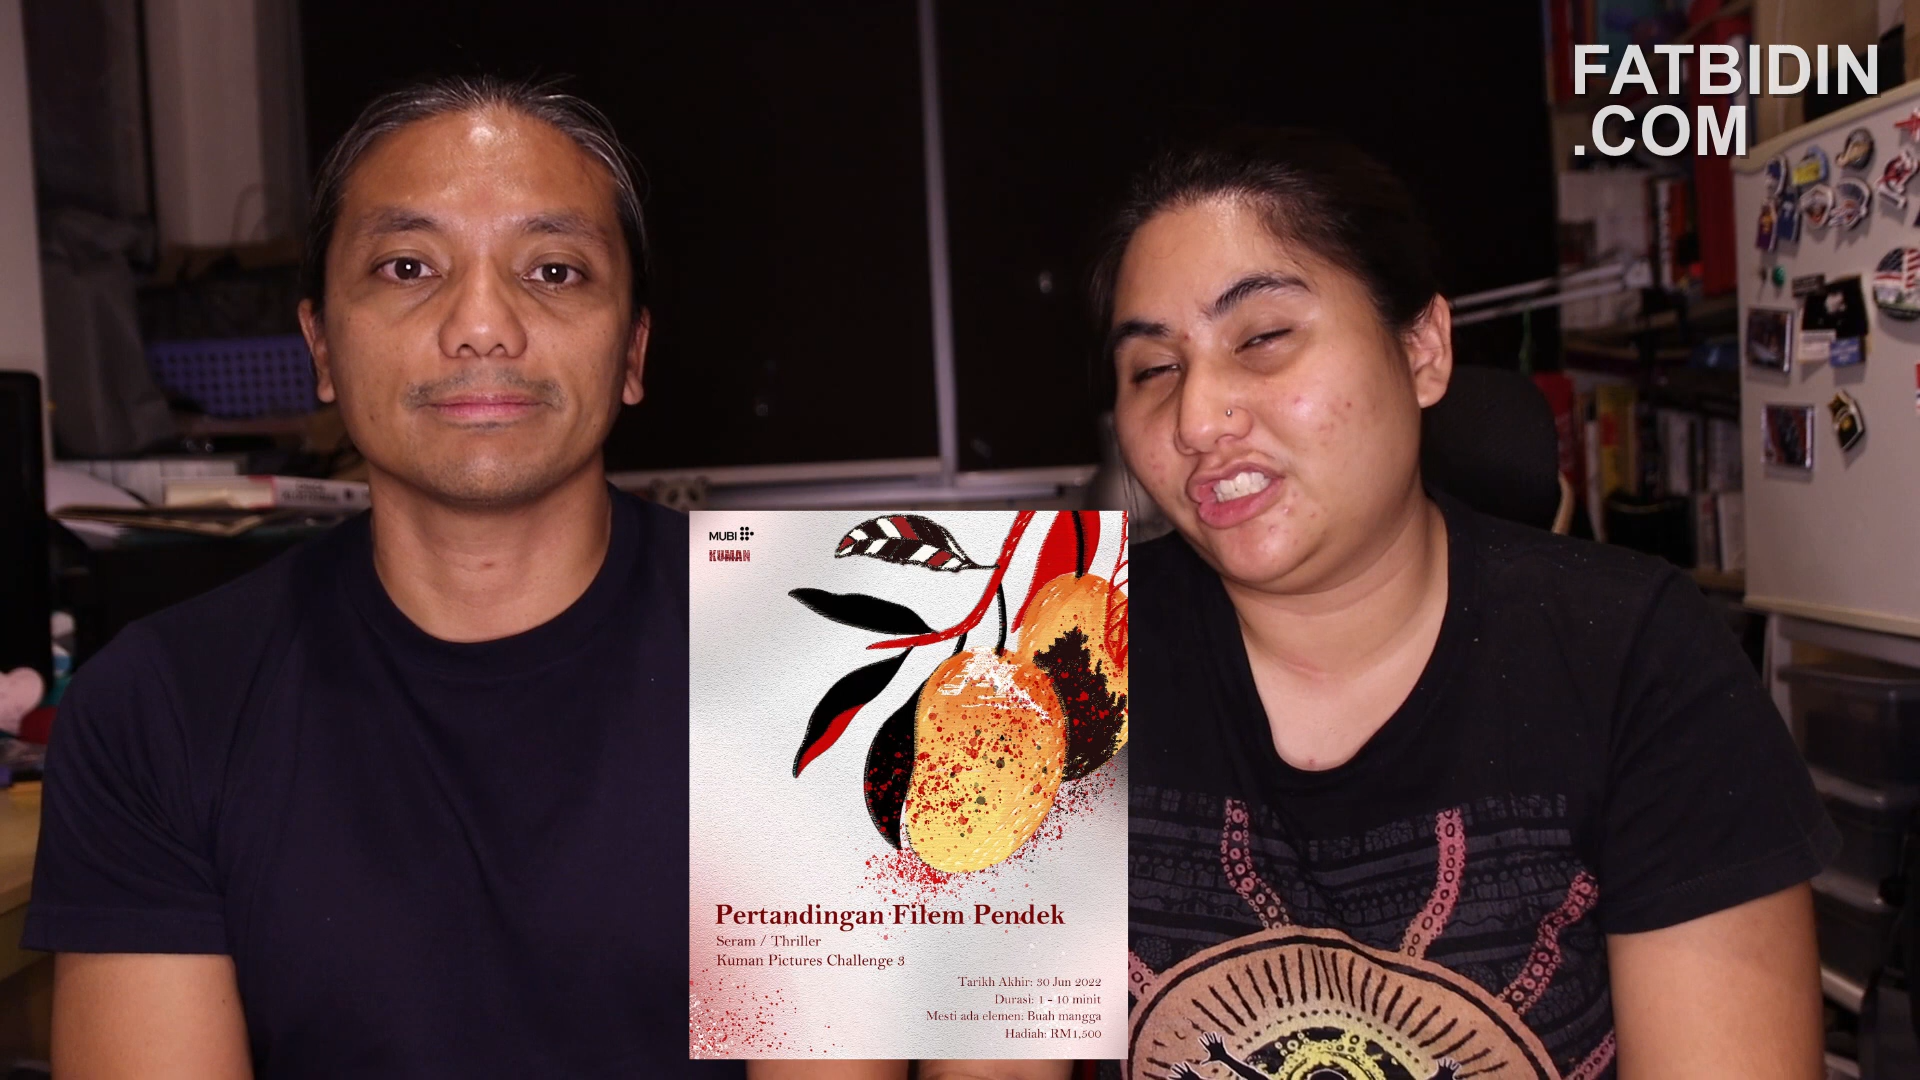 FATBIDIN
.COM
MUBI
KUMAN
Pertandingan Filem Pendek
Seram / Thriller
Kuman Pictures Challenge 3
Tarikh Akhir: 30 Jun 2022
Durasi: 1 - 10 minit
Mesti ada elemen: Buah mangga
Hadiah: RM1,500